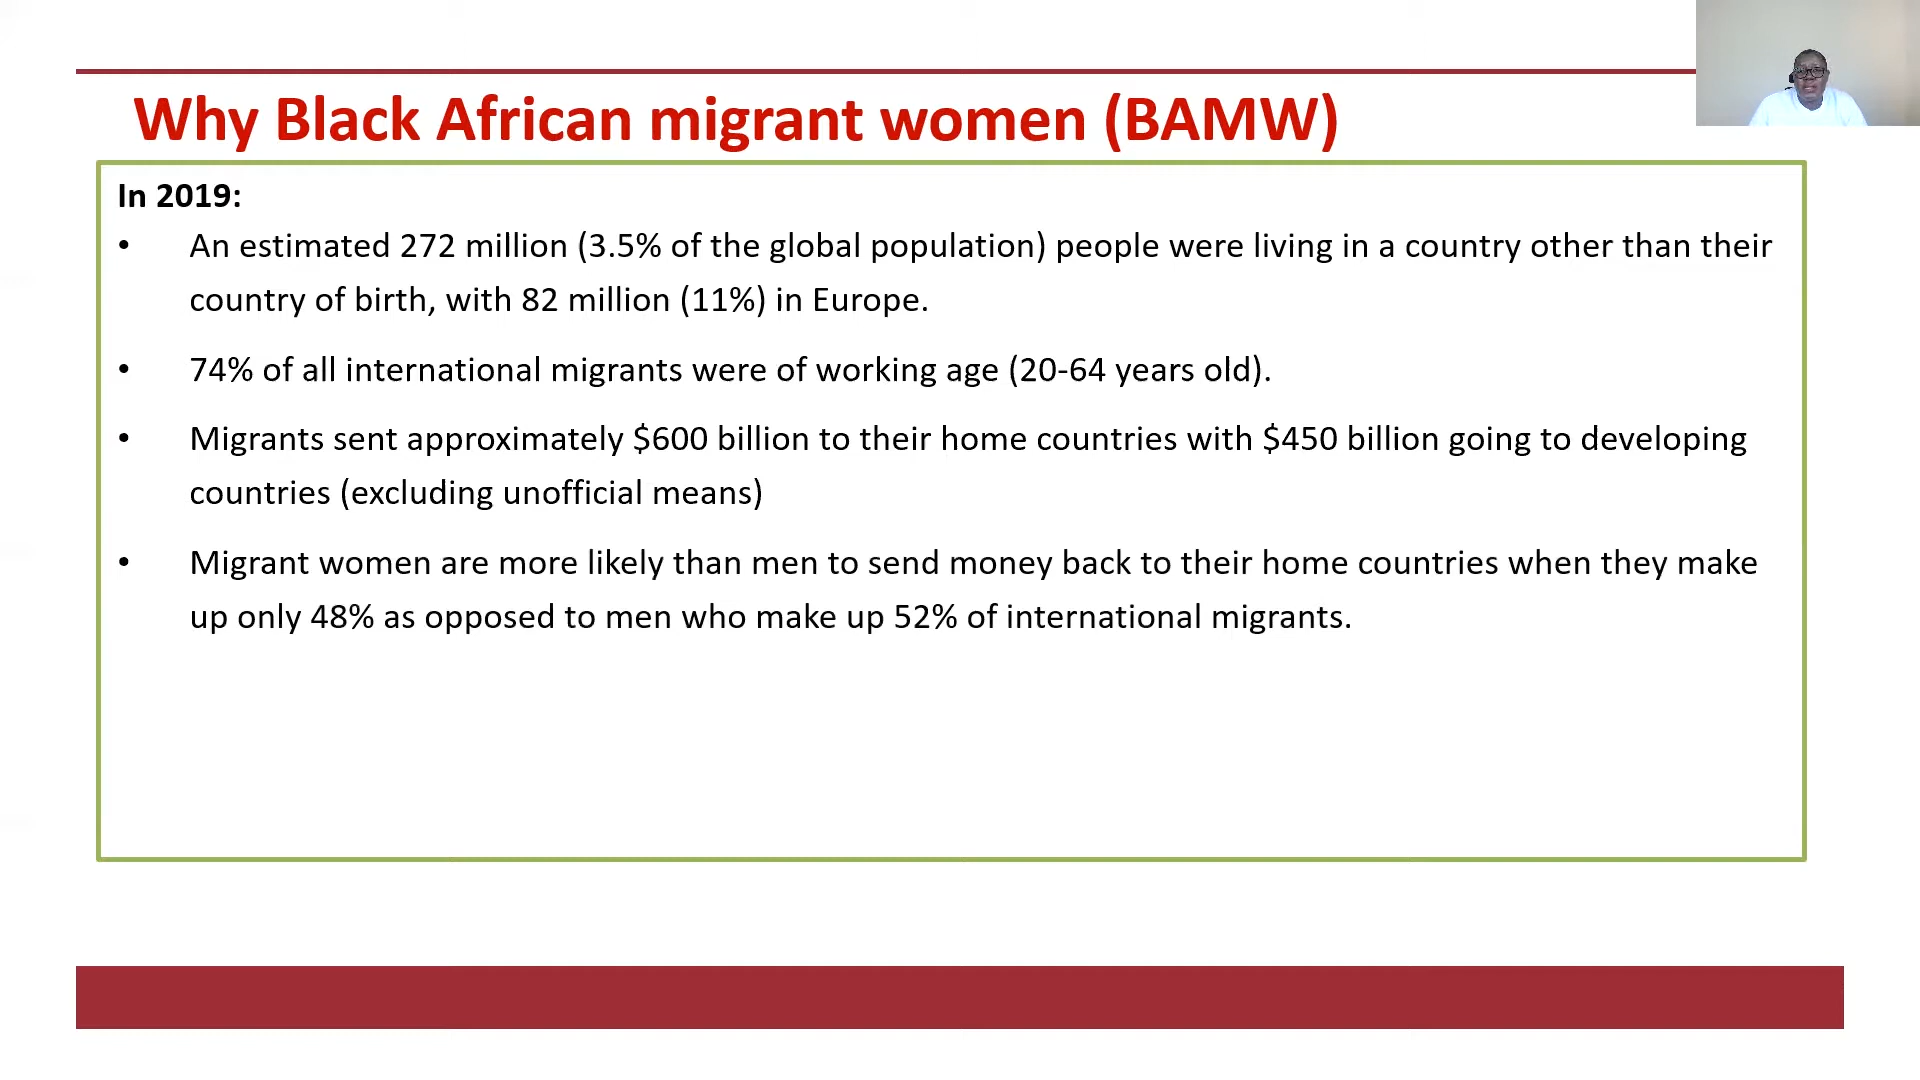 Why Black African migrant women (BAMW)
In 2019:
• An estimated 272 million (3.5% of the global population) people were living in a country other than their
country of birth, with 82 million (11%) in Europe.
• 74% of all international migrants were of working age (20-64 years old).
• Migrants sent approximately $600 billion to their home countries with $450 billion going to developing
countries (excluding unofficial means)
• Migrant women are more likely than men to send money back to their home countries when they make
up only 48% as opposed to men who make up 52% of international migrants.